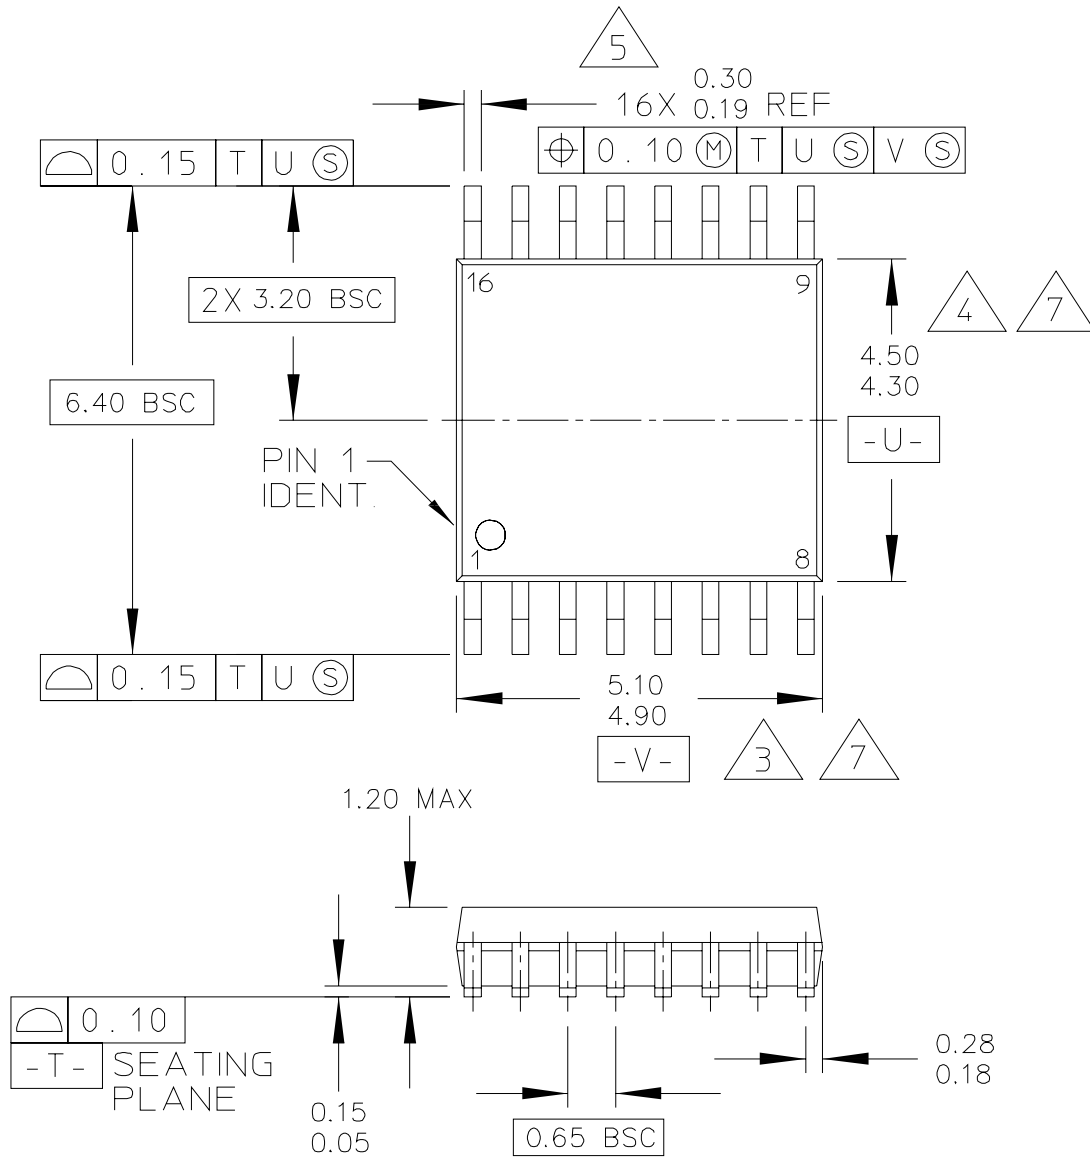 5
0.30
16X 0.19 REF
0.10 Ⓜ T U Ⓢ V Ⓢ
0.15 T U Ⓢ
2X 3.20 BSC
16
9
4
7
4.50
4.30
6.40 BSC
-U-
PIN 1
IDENT.
1
8
0.15 T U Ⓢ
5.10
4.90
-V-
3
7
1.20 MAX
0.10
-T- SEATING
PLANE
0.28
0.18
0.15
0.05
0.65 BSC